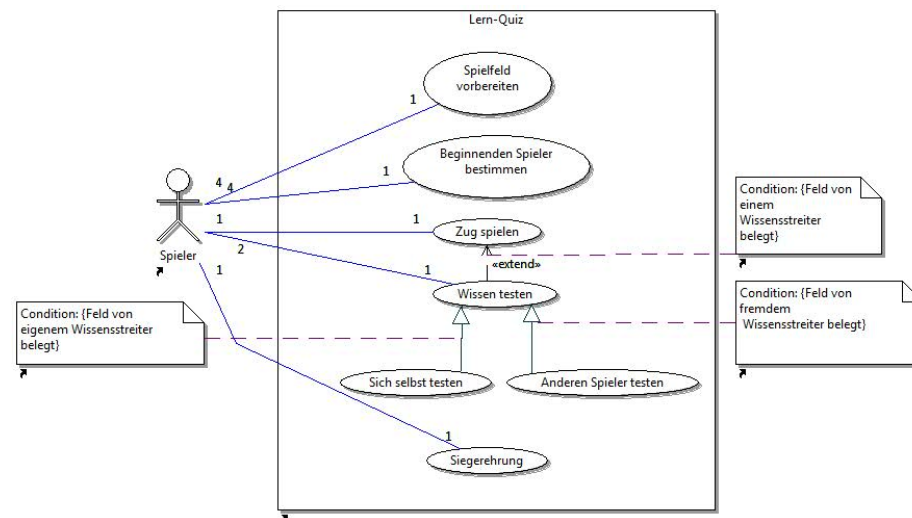 Lern-Quiz
Spielfeld
vorbereiten
1
Beginnenden Spieler
bestimmen
1
4
4
1
1
Zug spielen
Spieler
2
1
1
«extend»
Wissen testen
Condition: {Feld von
einem
Wissensstreiter
belegt}
Condition: {Feld von
fremdem
Wissensstreiter belegt}
Condition: {Feld von
eigenem Wissensstreiter
belegt}
Sich selbst testen
Anderen Spieler testen
1
Siegerehrung